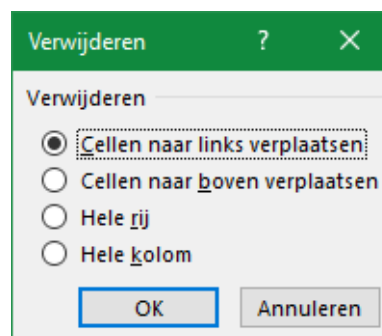 Verwijderen ? ×
Verwijderen
Cellen naar links verplaatsen
Cellen naar boven verplaatsen
Hele rij
Hele kolom
OK Annuleren